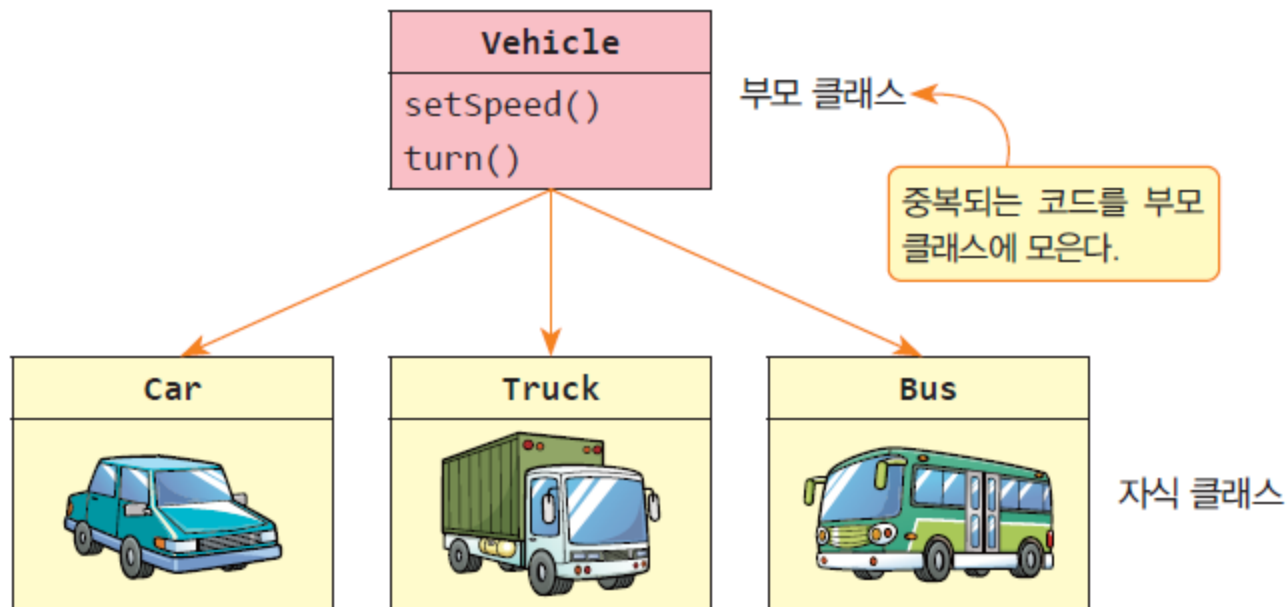 Vehicle
setSpeed()
turn()
부모 클래스
중복되는 코드를 부모
클래스에 모은다.
Car
Truck
Bus
자식 클래스